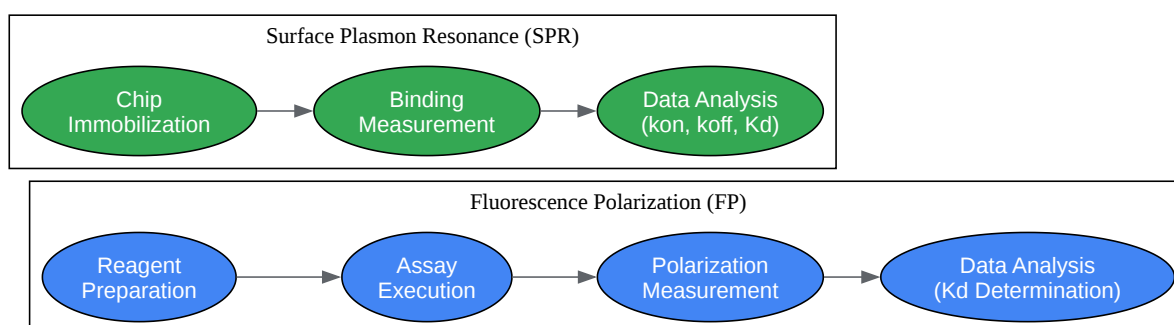 Surface Plasmon Resonance (SPR)
Chip
Immobilization
Binding
Measurement
Data Analysis
(kon, koff, Kd)
Fluorescence Polarization (FP)
Reagent
Preparation
Assay
Execution
Polarization
Measurement
Data Analysis
(Kd Determination)